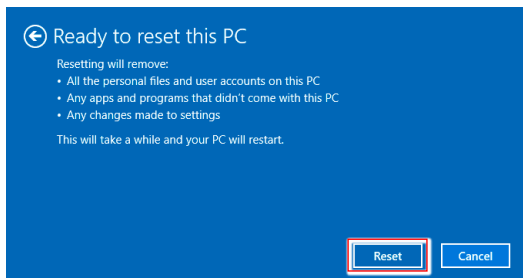 Ready to reset this PC
Resetting will remove:
• All the personal files and user accounts on this PC
• Any apps and programs that didn't come with this PC
• Any changes made to settings
This will take a while and your PC will restart.
Reset
Cancel